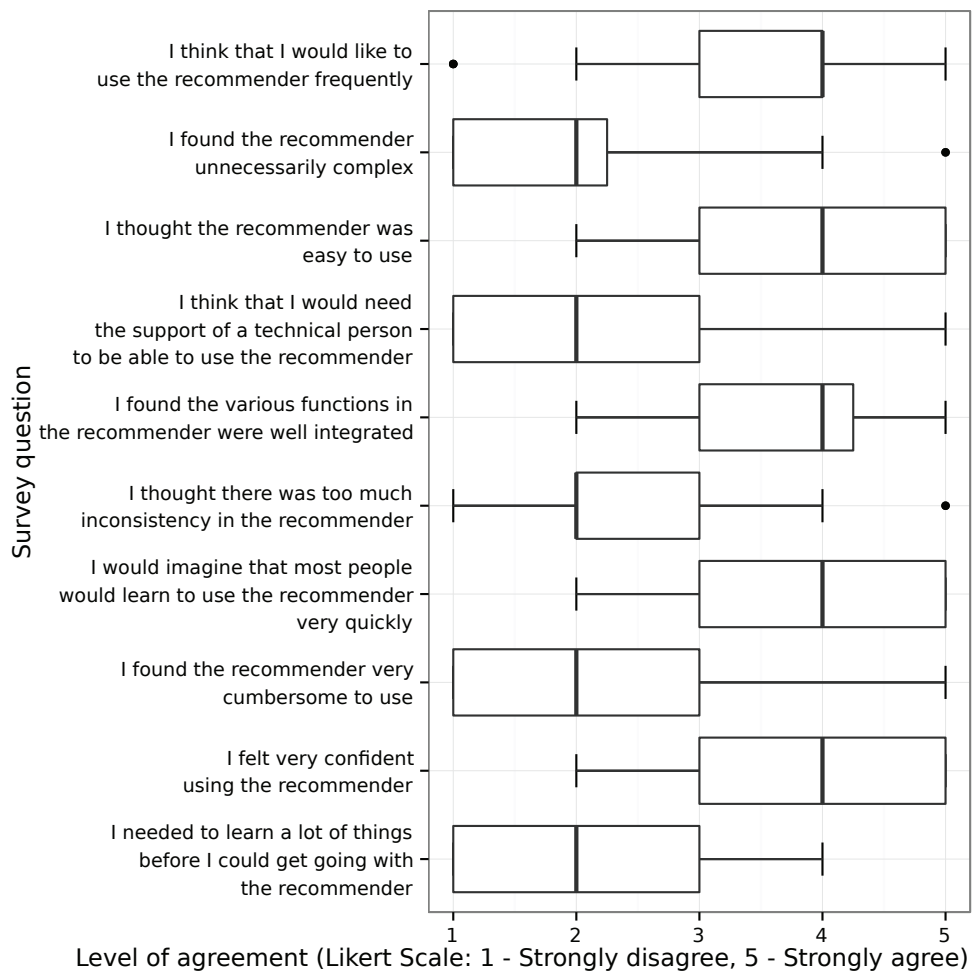 I think that I would like to
use the recommender frequently
I found the recommender
unnecessarily complex
I thought the recommender was
easy to use
I think that I would need
the support of a technical person
to be able to use the recommender
I found the various functions in
the recommender were well integrated
I thought there was too much
inconsistency in the recommender
I would imagine that most people
would learn to use the recommender
very quickly
I found the recommender very
cumbersome to use
I felt very confident
using the recommender
I needed to learn a lot of things
before I could get going with
the recommender
Survey question
1 2 3 4 5
Level of agreement (Likert Scale: 1 - Strongly disagree, 5 - Strongly agree)